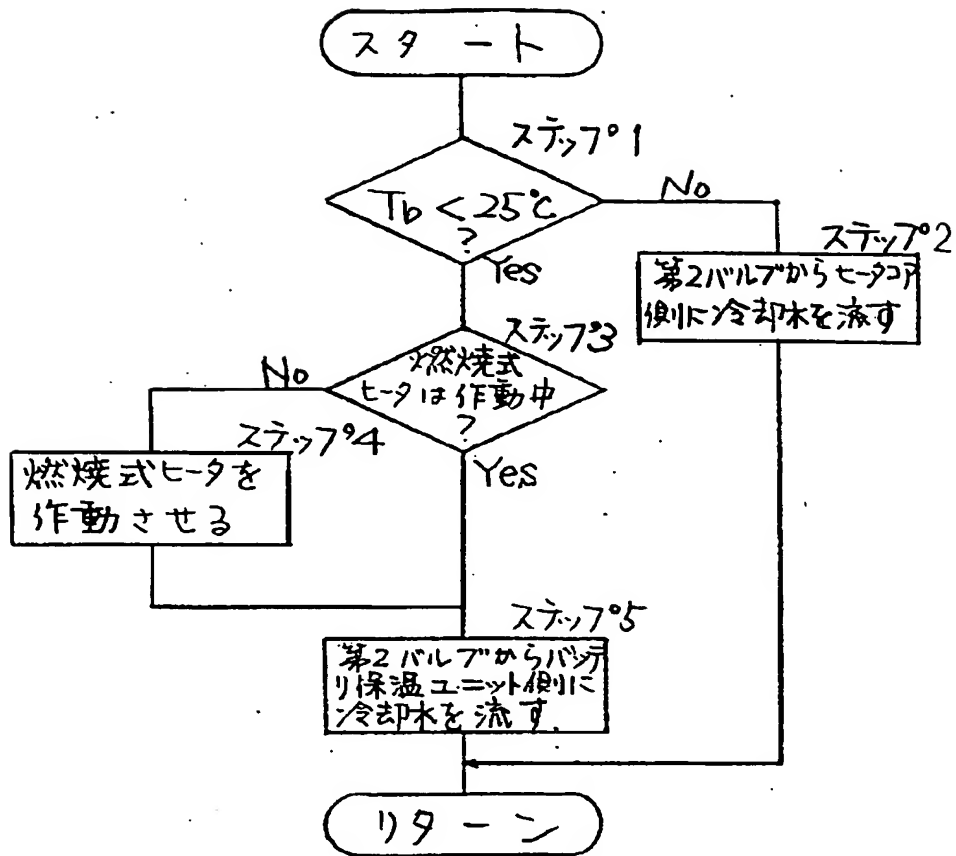 スタート
ステップ1
Tb < 25℃
?
No
Yes
ステップ2
第2バルブからヒータコア
側に冷却水を流す
ステップ3
燃焼式
ヒータは作動中
?
No
Yes
ステップ4
燃焼式ヒータを
作動させる
ステップ5
第2バルブからバッテ
リ保温ユニット側に
冷却水を流す
リターン